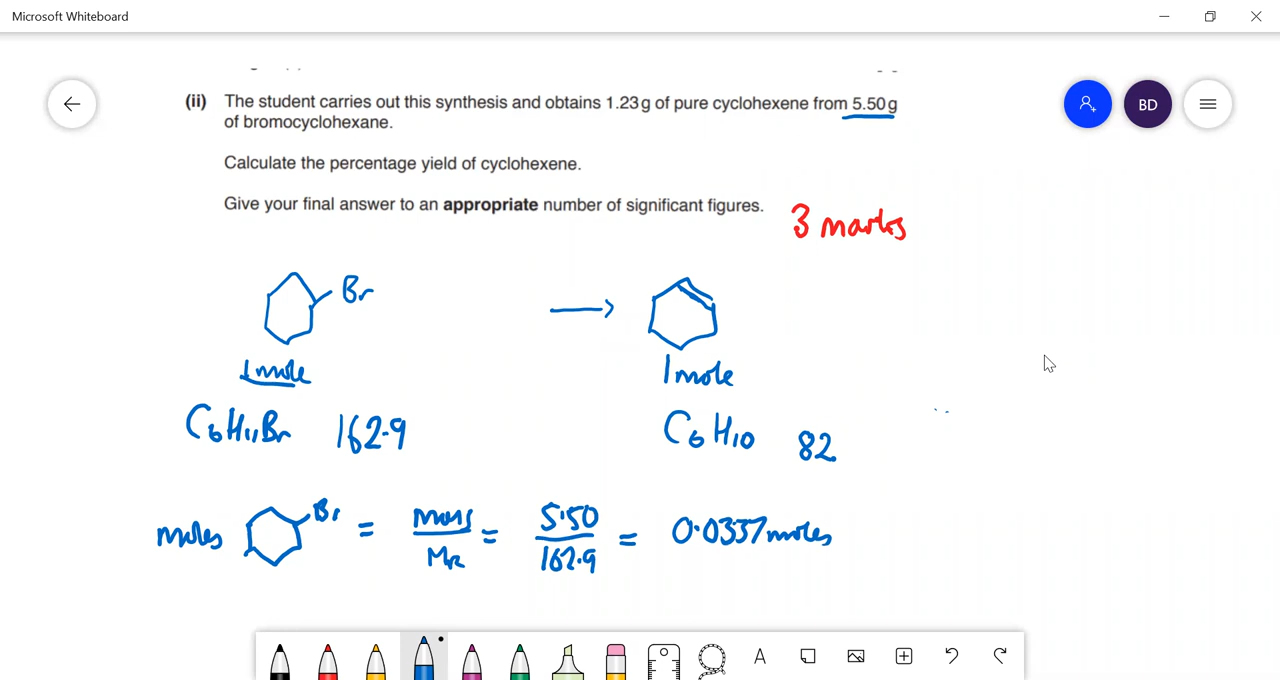 Microsoft Whiteboard
BD
(ii) The student carries out this synthesis and obtains 1.23 g of pure cyclohexene from 5.50 g
of bromocyclohexane.
Calculate the percentage yield of cyclohexene.
Give your final answer to an appropriate number of significant figures.
3 marks
Br
1 mole 1 mole
C6H11Br 162.9 C6H10 82
moles Br = mass/Mr = 5.50/162.9 = 0.0337 moles
A